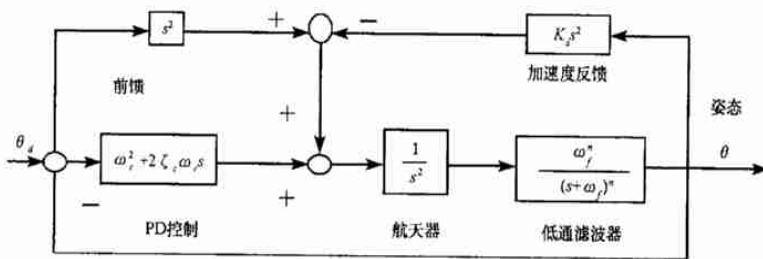 +
s²
−
K_a s²
前馈
加速度反馈
+
姿态
θ_d
ω_c² + 2ζ_c ω_c s
1/s²
ω_f^n/(s+ω_f)^n
θ
−
+
PD控制
航天器
低通滤波器